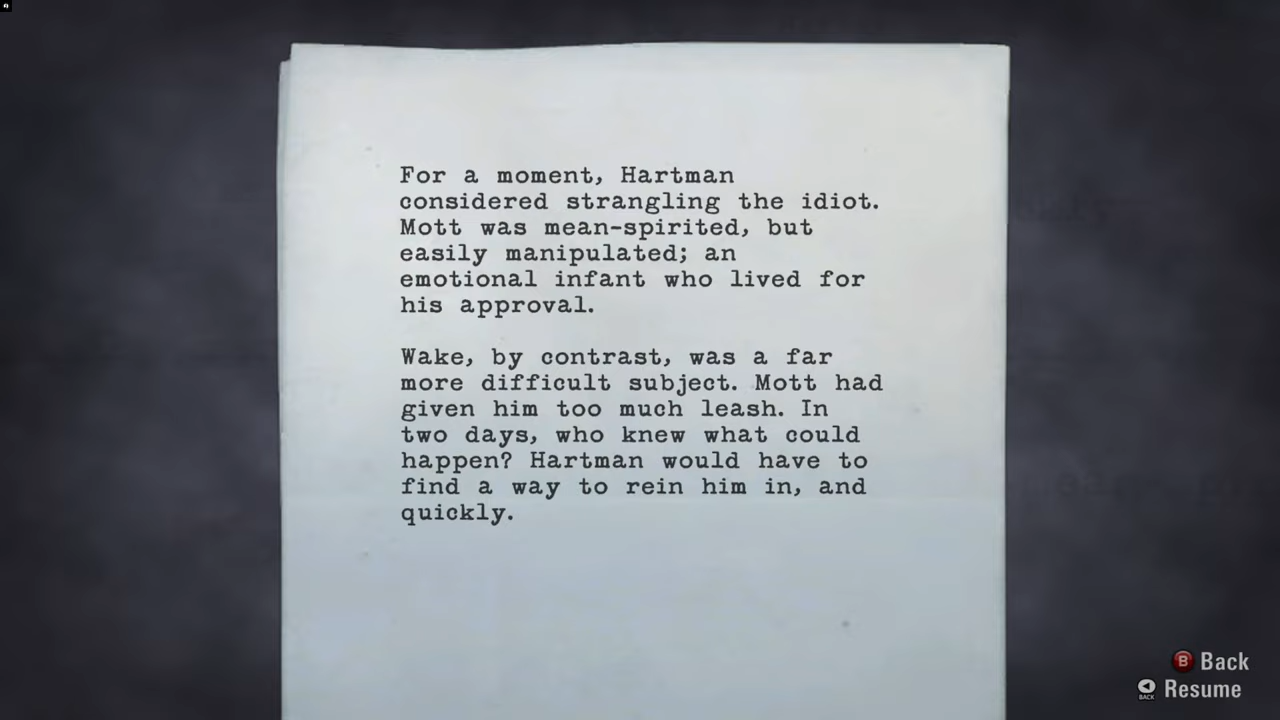 For a moment, Hartman
considered strangling the idiot.
Mott was mean-spirited, but
easily manipulated; an
emotional infant who lived for
his approval.
Wake, by contrast, was a far
more difficult subject. Mott had
given him too much leash. In
two days, who knew what could
happen? Hartman would have to
find a way to rein him in, and
quickly.
B Back
BACK Resume